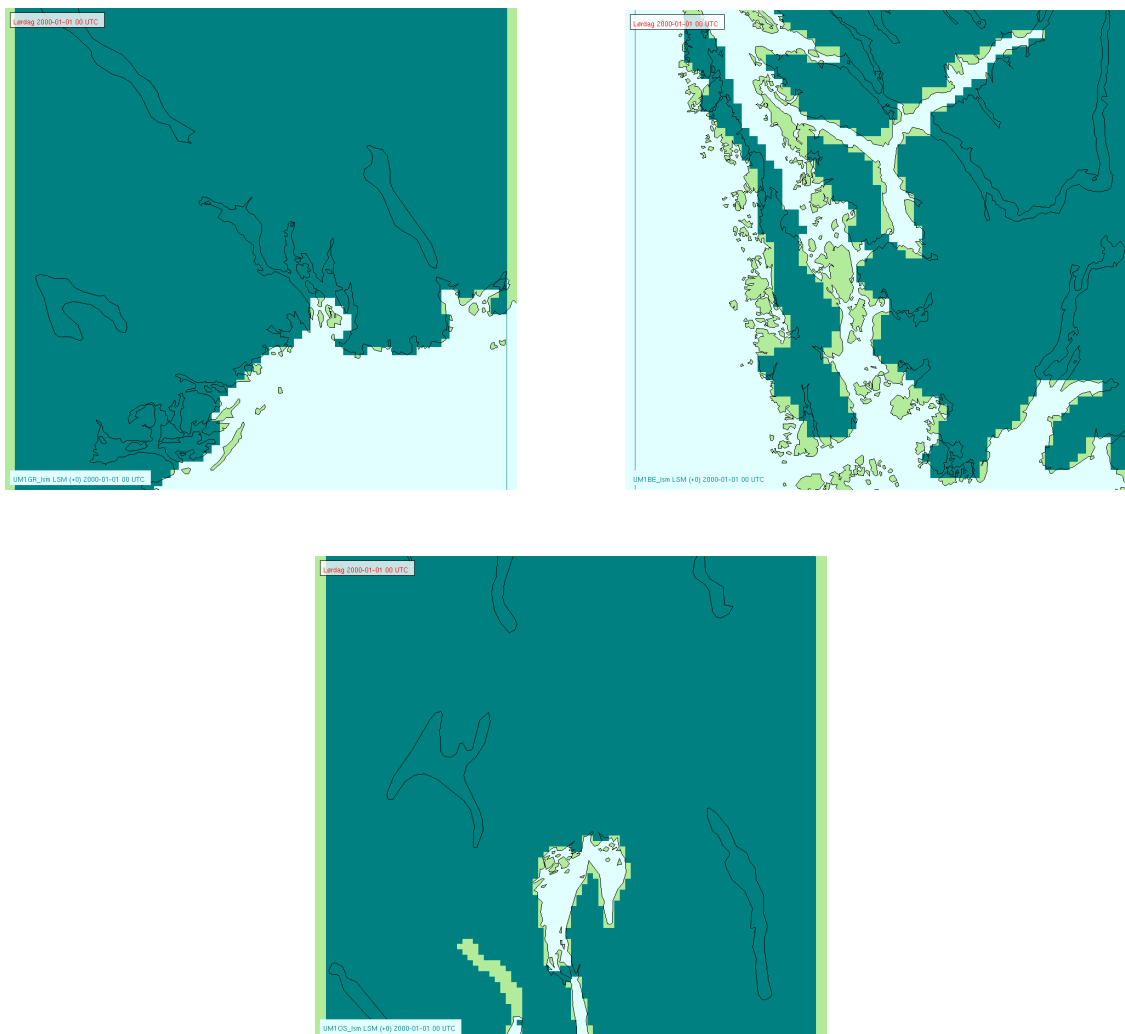 Lørdag 2000-01-01 00 UTC
UM1GR_lsm LSM (+0) 2000-01-01 00 UTC
Lørdag 2000-01-01 00 UTC
UM1BE_lsm LSM (+0) 2000-01-01 00 UTC
Lørdag 2000-01-01 00 UTC
UM1OS_lsm LSM (+0) 2000-01-01 00 UTC